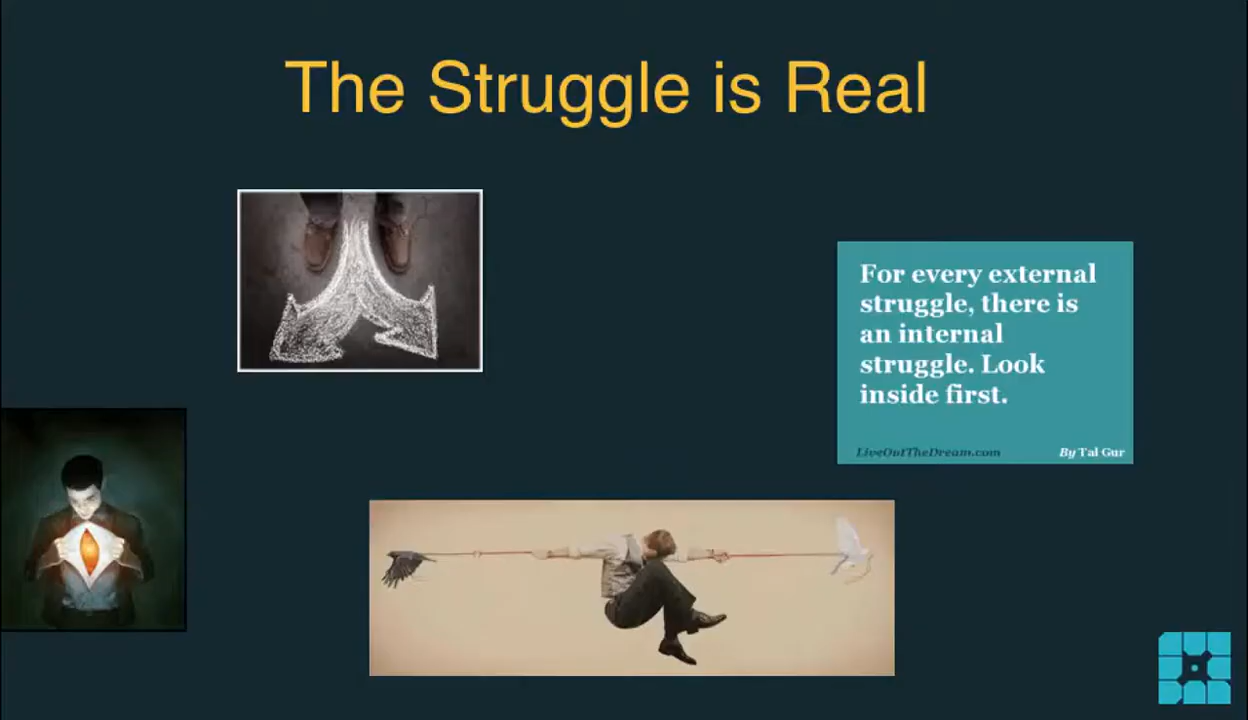 The Struggle is Real
For every external
struggle, there is
an internal
struggle. Look
inside first.
LiveOutTheDream.com
By Tal Gur